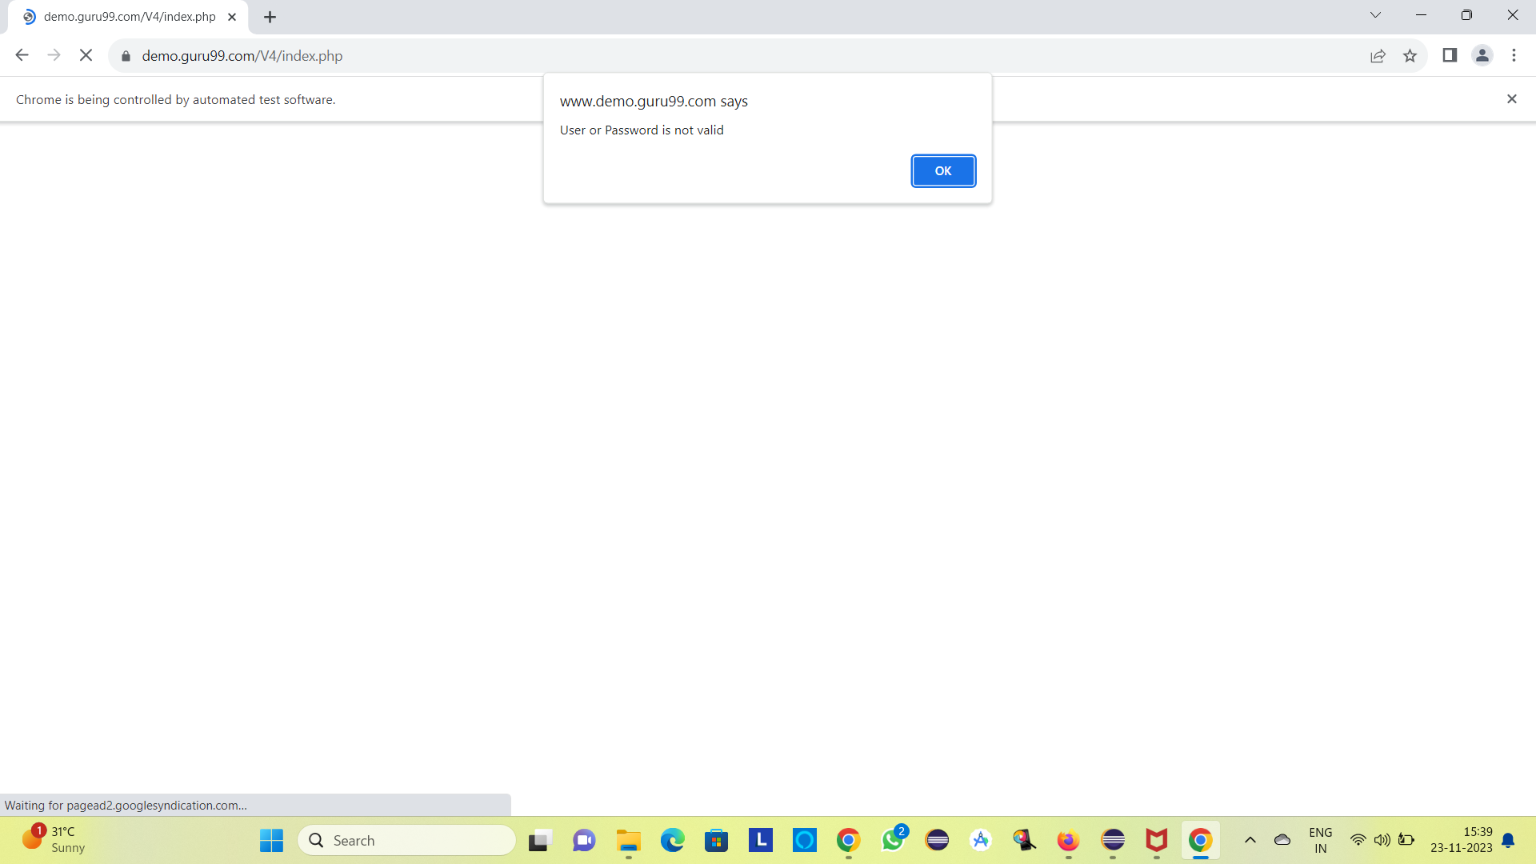 demo.guru99.com/V4/index.php
demo.guru99.com/V4/index.php
Chrome is being controlled by automated test software.
www.demo.guru99.com says
User or Password is not valid
OK
Waiting for pagead2.googlesyndication.com...
1
31°C
Sunny
Search
L
2
ENG
IN
15:39
23-11-2023